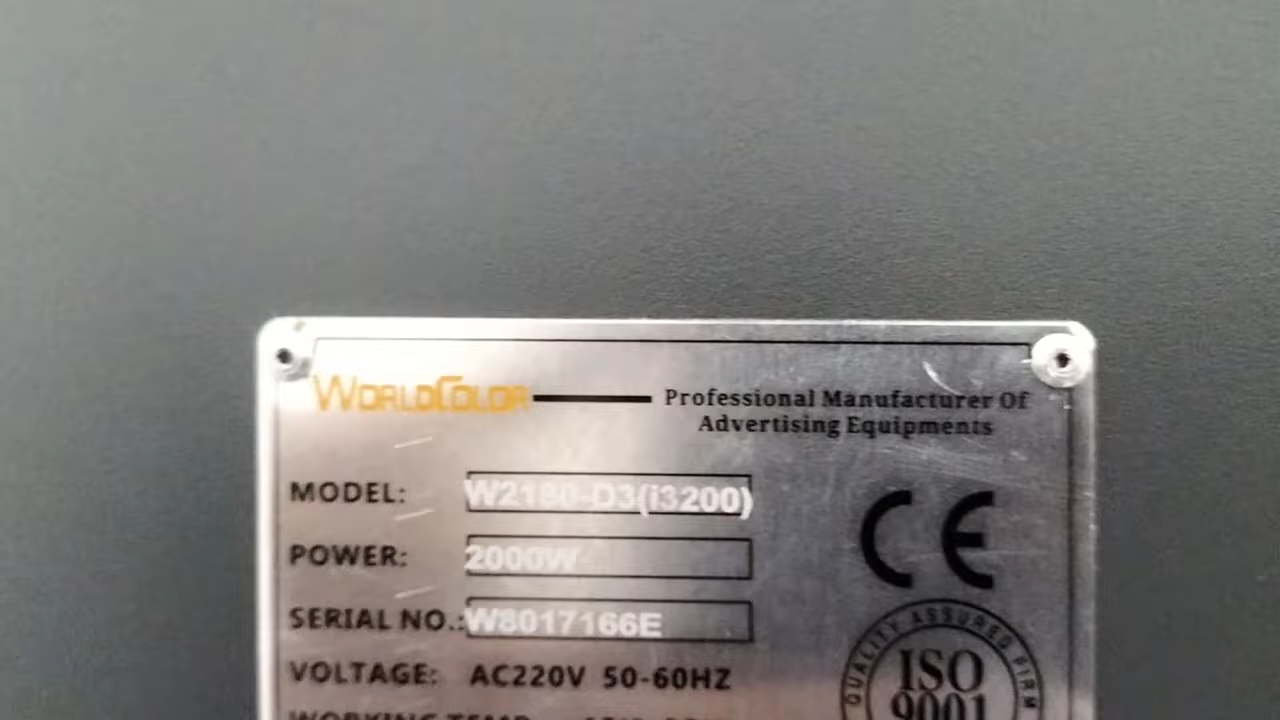 WORLDCOLOR
Professional Manufacturer Of
Advertising Equipments
MODEL: W2180-D3(i3200)
POWER: 2000W
SERIAL NO.: W8017166E
VOLTAGE: AC220V 50-60HZ
WORKING TEMP
CE
QUALITY ASSURED FIRM
ISO
9001